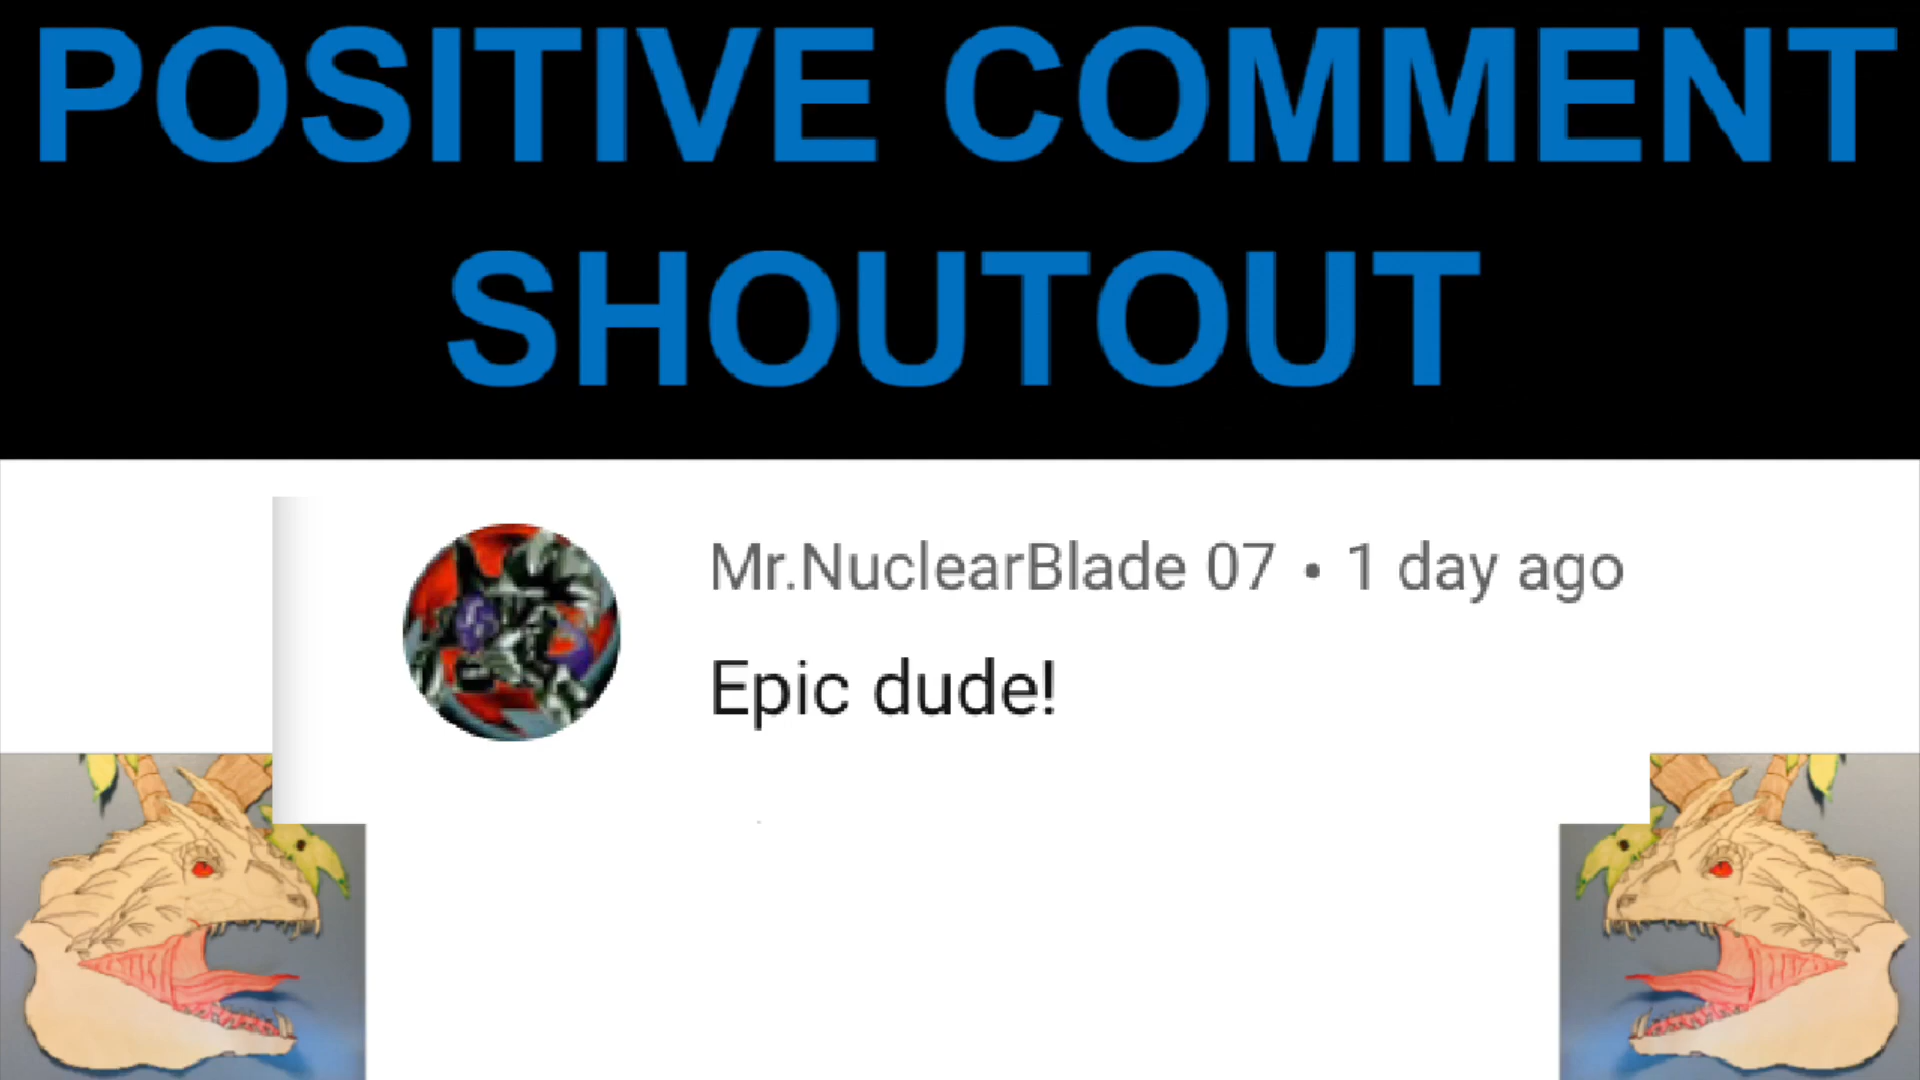 POSITIVE COMMENT
SHOUTOUT
Mr.NuclearBlade 07 • 1 day ago
Epic dude!